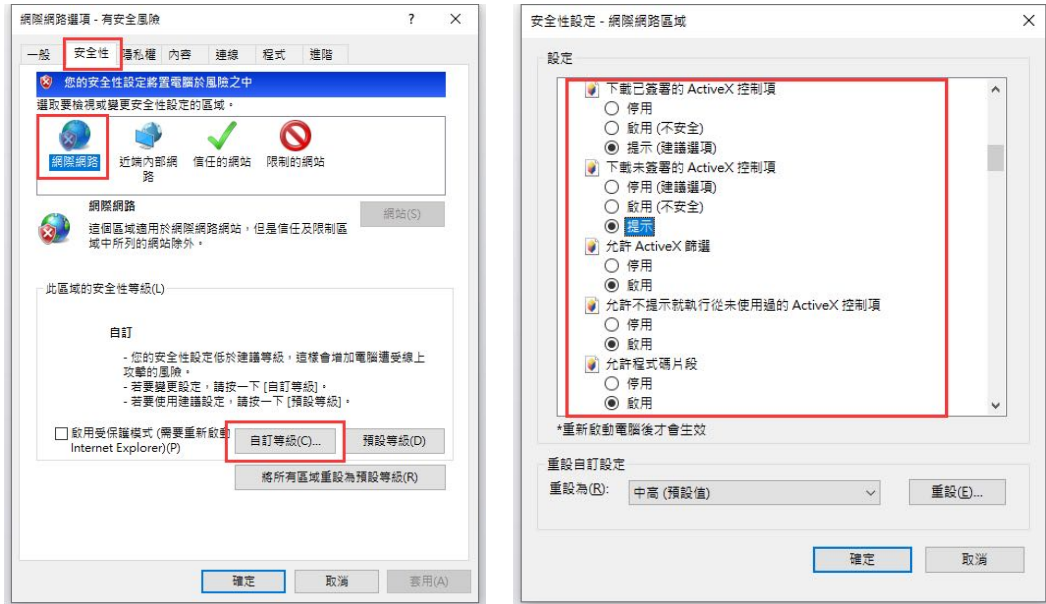 網際網路選項 - 有安全風險
?
一般 安全性 隱私權 內容 連線 程式 進階
您的安全性設定將置電腦於風險之中
選取要檢視或變更安全性設定的區域。
網際網路
近端內部網
路
信任的網站
限制的網站
網際網路
這個區域適用於網際網路網站,但是信任及限制區
域中所列的網站除外。
網站(S)
此區域的安全性等級(L)
自訂
- 您的安全性設定低於建議等級,這樣會增加電腦遭受線上
攻擊的風險。
- 若要變更設定,請按一下 [自訂等級]。
- 若要使用建議設定,請按一下 [預設等級]。
啟用受保護模式 (需要重新啟動
Internet Explorer)(P)
自訂等級(C)...
預設等級(D)
將所有區域重設為預設等級(R)
確定
取消
套用(A)
安全性設定 - 網際網路區域
設定
下載已簽署的 ActiveX 控制項
停用
啟用 (不安全)
提示 (建議選項)
下載未簽署的 ActiveX 控制項
停用 (建議選項)
啟用 (不安全)
提示
允許 ActiveX 篩選
停用
啟用
允許不提示就執行從未使用過的 ActiveX 控制項
停用
啟用
允許程式碼片段
停用
啟用
*重新啟動電腦後才會生效
重設自訂設定
重設為(R):
中高 (預設值)
重設(E)...
確定
取消